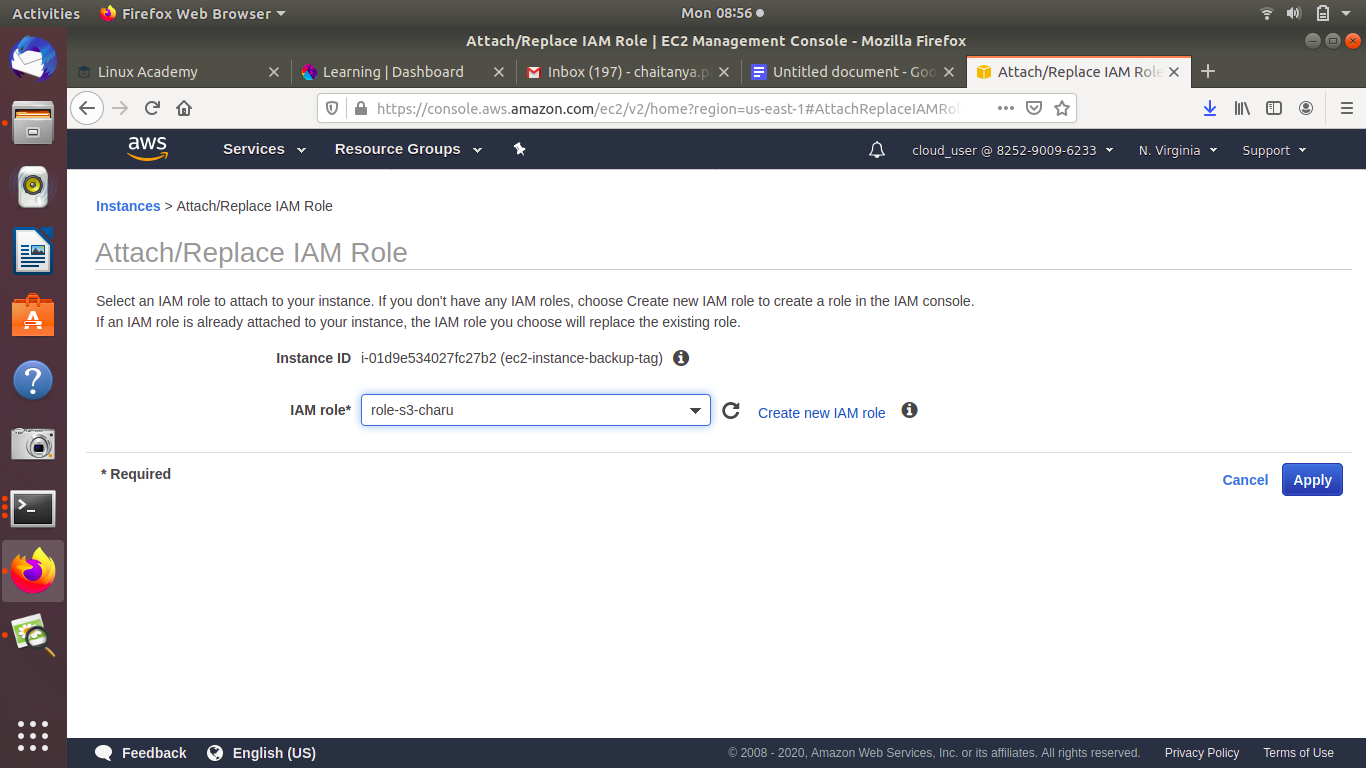 Activities Firefox Web Browser Mon 08:56
Attach/Replace IAM Role | EC2 Management Console - Mozilla Firefox
Linux Academy Learning | Dashboard Inbox (197) - chaitanya.p Untitled document - Goo Attach/Replace IAM Role
https://console.aws.amazon.com/ec2/v2/home?region=us-east-1#AttachReplaceIAMRol
aws Services Resource Groups cloud_user @ 8252-9009-6233 N. Virginia Support
Instances > Attach/Replace IAM Role
Attach/Replace IAM Role
Select an IAM role to attach to your instance. If you don't have any IAM roles, choose Create new IAM role to create a role in the IAM console.
If an IAM role is already attached to your instance, the IAM role you choose will replace the existing role.
Instance ID i-01d9e534027fc27b2 (ec2-instance-backup-tag)
IAM role* role-s3-charu Create new IAM role
* Required
Cancel Apply
Feedback English (US) © 2008 - 2020, Amazon Web Services, Inc. or its affiliates. All rights reserved. Privacy Policy Terms of Use